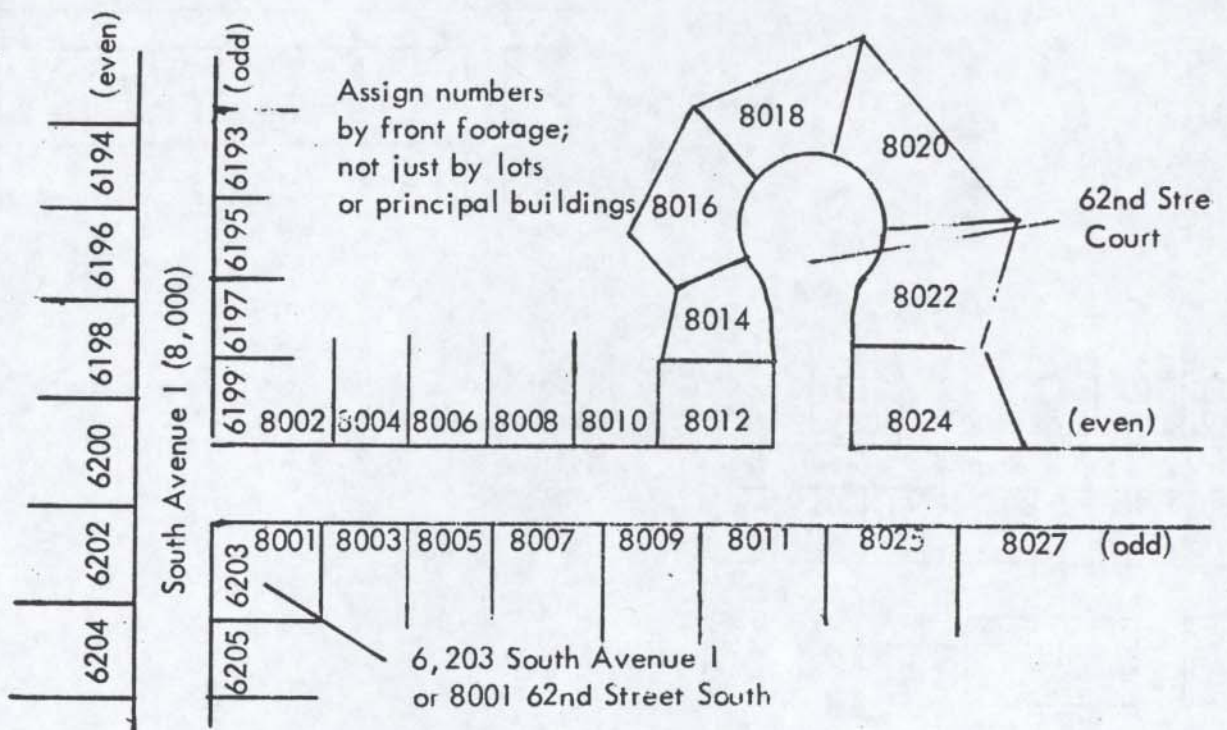 (even)
6194
6196
6198
6200
6202
6204
South Avenue I (8,000)
(odd)
6193
6195
6197
6199
6203
6205
Assign numbers
by front footage;
not just by lots
or principal buildings
8018
8020
8016
8014
8022
62nd Stre
Court
8002 8004 8006 8008 8010 8012 8024 (even)
8001 8003 8005 8007 8009 8011 8025 8027 (odd)
6,203 South Avenue I
or 8001 62nd Street South